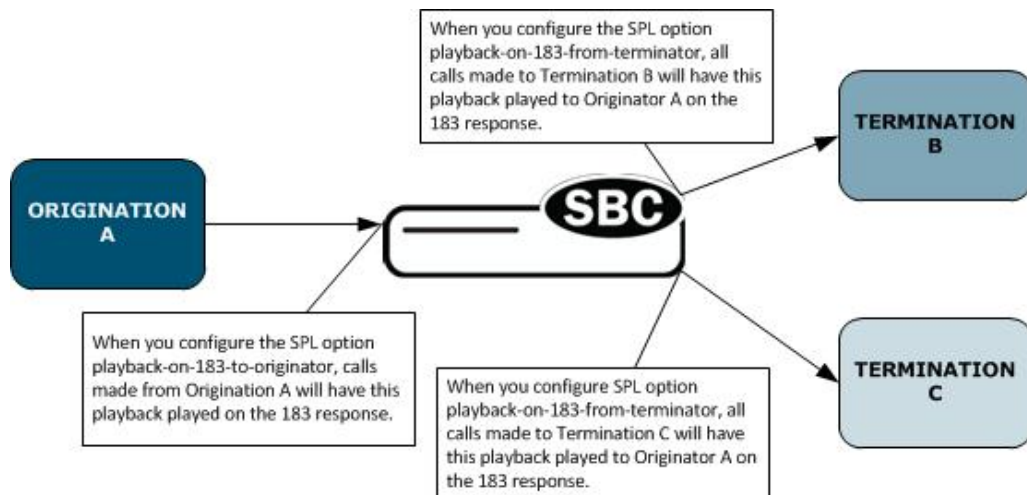 When you configure the SPL option
playback-on-183-from-terminator, all
calls made to Termination B will have this
playback played to Originator A on the
183 response.
TERMINATION
B
ORIGINATION
A
SBC
When you configure the SPL option
playback-on-183-to-originator, calls
made from Origination A will have this
playback played on the 183 response.
When you configure SPL option
playback-on-183-from-terminator, all
calls made to Termination C will have
this playback played to Originator A on
the 183 response.
TERMINATION
C